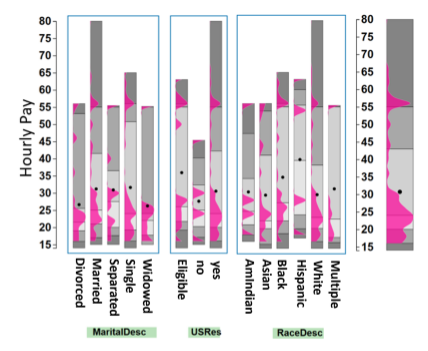 Hourly Pay
80
75
70
65
60
55
50
45
40
35
30
25
20
15
80
75
70
65
60
55
50
45
40
35
30
25
20
15
Divorced
Married
Separated
Single
Widowed
Eligible
no
yes
AmIndian
Asian
Black
Hispanic
White
Multiple
MaritalDesc
USRes
RaceDesc